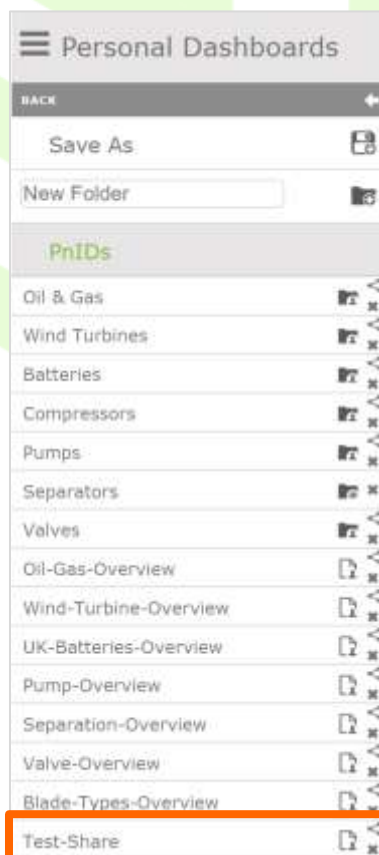 Personal Dashboards
BACK
Save As
New Folder
PnIDs
Oil & Gas
Wind Turbines
Batteries
Compressors
Pumps
Separators
Valves
Oil-Gas-Overview
Wind-Turbine-Overview
UK-Batteries-Overview
Pump-Overview
Separation-Overview
Valve-Overview
Blade-Types-Overview
Test-Share